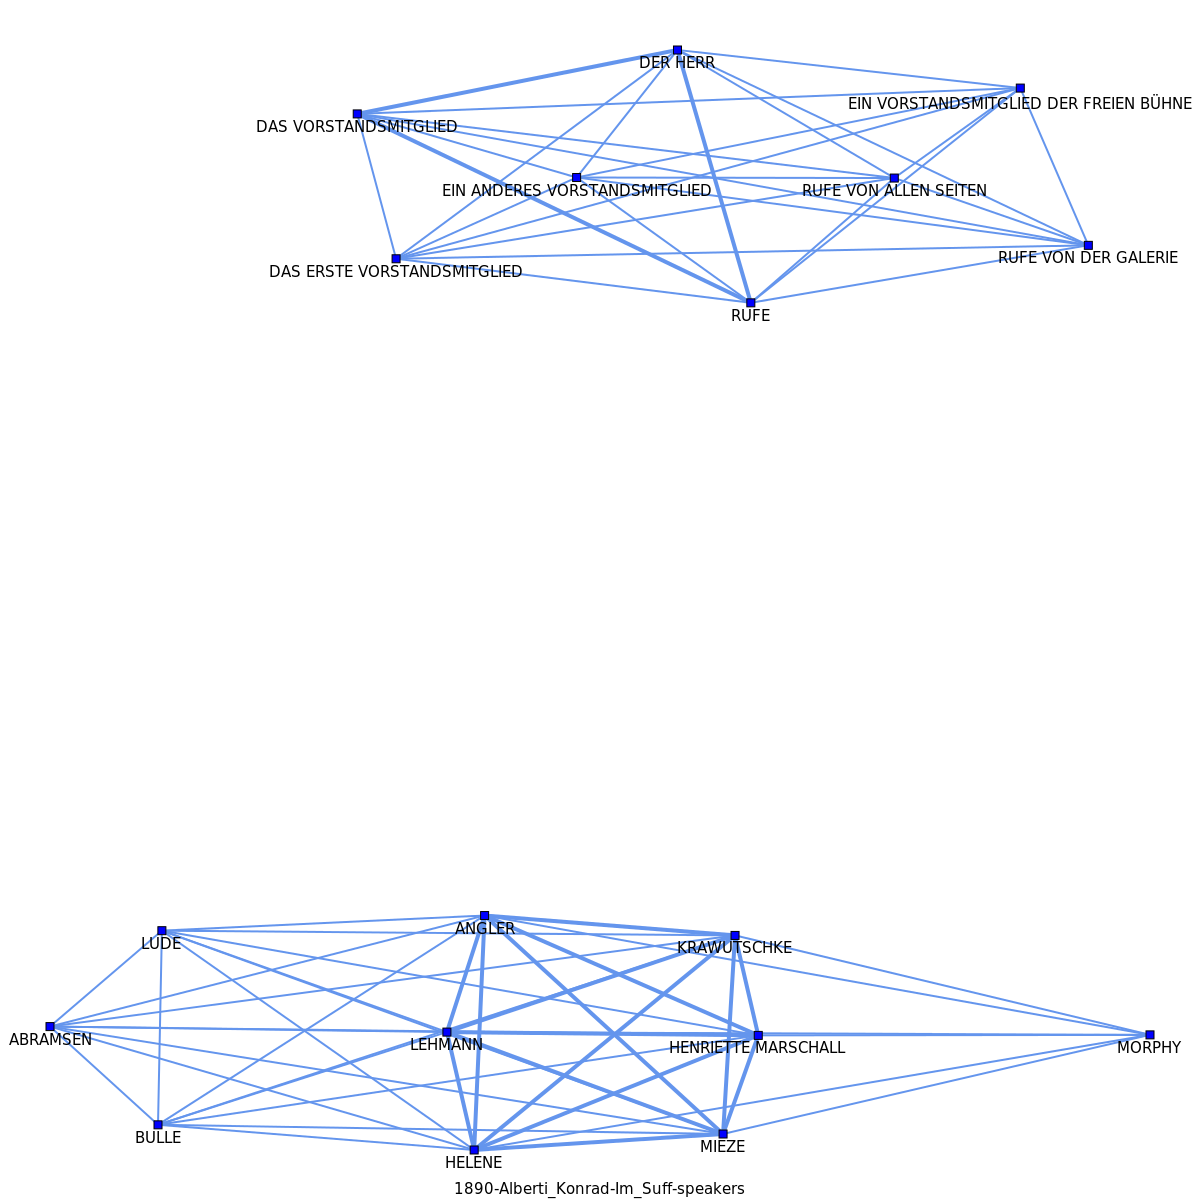 DER HERR
EIN VORSTANDSMITGLIED DER FREIEN BÜHNE
DAS VORSTANDSMITGLIED
EIN ANDERES VORSTANDSMITGLIED
RUFE VON ALLEN SEITEN
RUFE VON DER GALERIE
DAS ERSTE VORSTANDSMITGLIED
RUFE
ANGLER
LUDE
KRAWUTSCHKE
ABRAMSEN
LEHMANN
HENRIETTE MARSCHALL
MORPHY
BULLE
MIEZE
HELENE
1890-Alberti_Konrad-Im_Suff-speakers